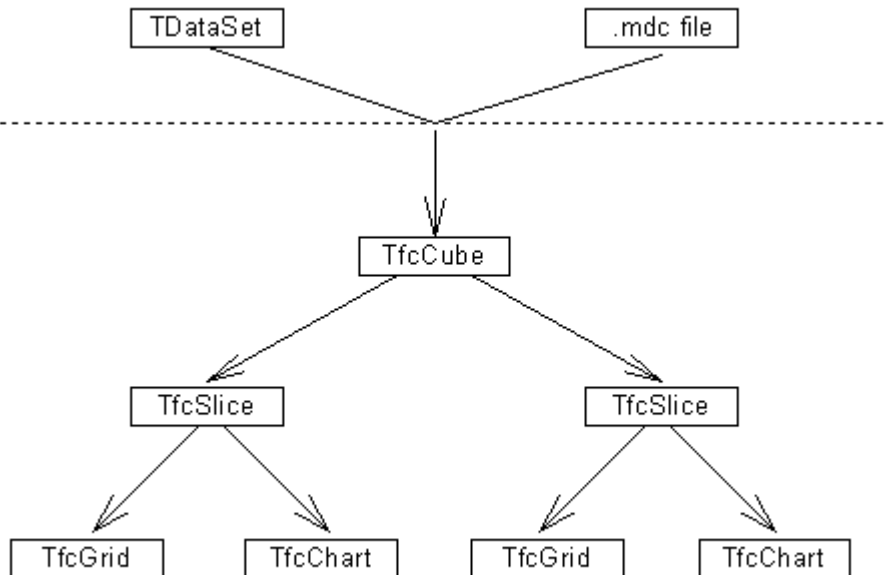 TDataSet
.mdc file
TfcCube
TfcSlice
TfcSlice
TfcGrid
TfcChart
TfcGrid
TfcChart